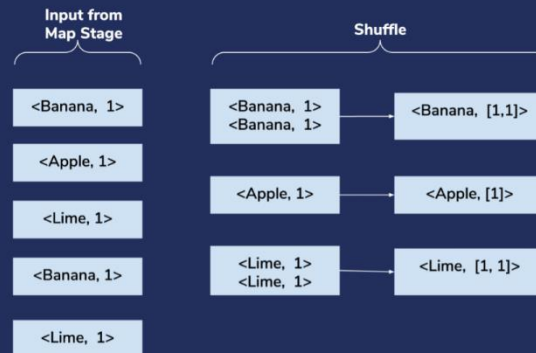 Input from
Map Stage
<Banana, 1>
<Apple, 1>
<Lime, 1>
<Banana, 1>
<Lime, 1>
Shuffle
<Banana, 1>
<Banana, 1>
<Banana, [1,1]>
<Apple, 1>
<Apple, [1]>
<Lime, 1>
<Lime, 1>
<Lime, [1, 1]>